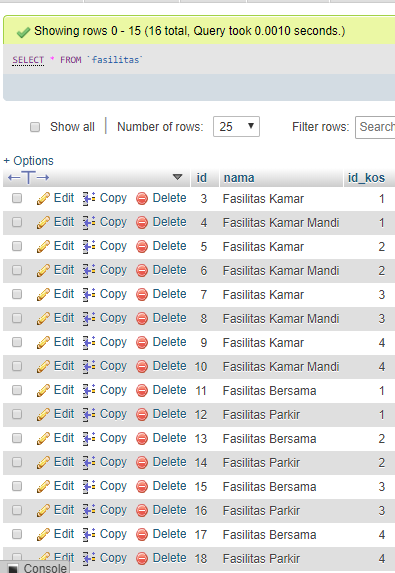 Showing rows 0 - 15 (16 total, Query took 0.0010 seconds.)
SELECT * FROM `fasilitas`
Show all | Number of rows: 25 Filter rows: Search
+ Options
←T→ id nama id_kos
Edit Copy Delete 3 Fasilitas Kamar 1
Edit Copy Delete 4 Fasilitas Kamar Mandi 1
Edit Copy Delete 5 Fasilitas Kamar 2
Edit Copy Delete 6 Fasilitas Kamar Mandi 2
Edit Copy Delete 7 Fasilitas Kamar 3
Edit Copy Delete 8 Fasilitas Kamar Mandi 3
Edit Copy Delete 9 Fasilitas Kamar 4
Edit Copy Delete 10 Fasilitas Kamar Mandi 4
Edit Copy Delete 11 Fasilitas Bersama 1
Edit Copy Delete 12 Fasilitas Parkir 1
Edit Copy Delete 13 Fasilitas Bersama 2
Edit Copy Delete 14 Fasilitas Parkir 2
Edit Copy Delete 15 Fasilitas Bersama 3
Edit Copy Delete 16 Fasilitas Parkir 3
Edit Copy Delete 17 Fasilitas Bersama 4
Edit Copy Delete 18 Fasilitas Parkir 4
Console